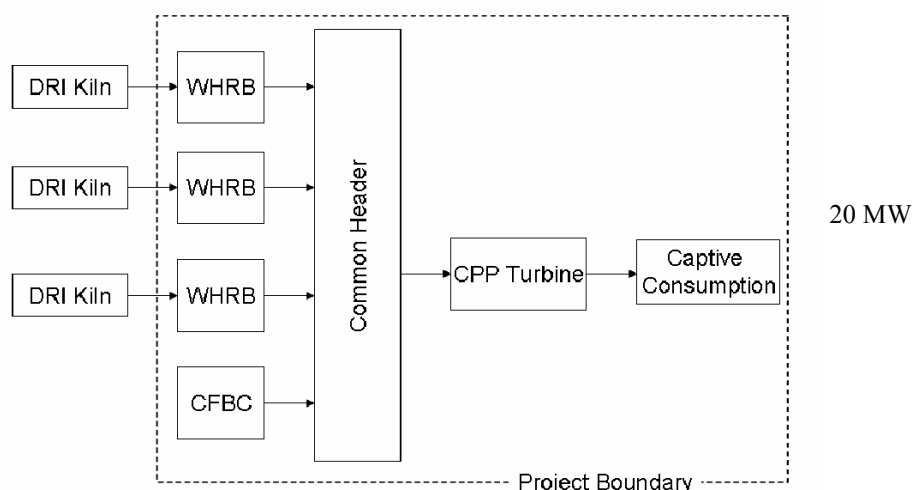 DRI Kiln
WHRB
DRI Kiln
WHRB
DRI Kiln
WHRB
CFBC
Common Header
CPP Turbine
Captive
Consumption
20 MW
Project Boundary